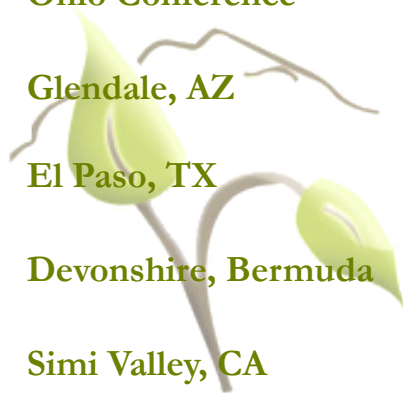 Ohio Conference
Glendale, AZ
El Paso, TX
Devonshire, Bermuda
Simi Valley, CA